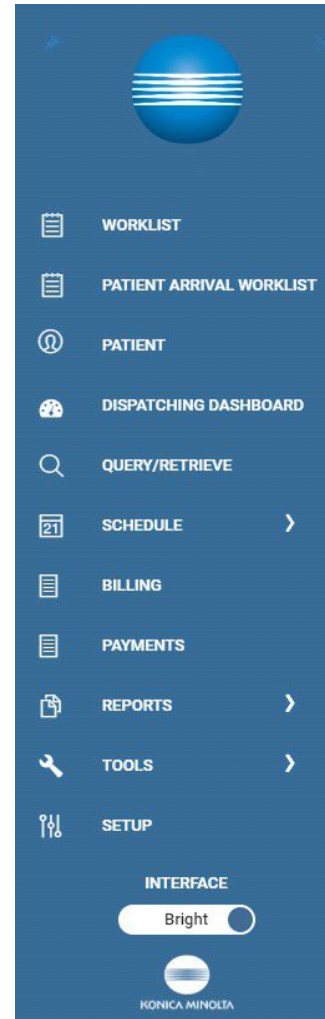 WORKLIST
PATIENT ARRIVAL WORKLIST
PATIENT
DISPATCHING DASHBOARD
QUERY/RETRIEVE
21 SCHEDULE
BILLING
PAYMENTS
REPORTS
TOOLS
SETUP
INTERFACE
Bright
KONICA MINOLTA